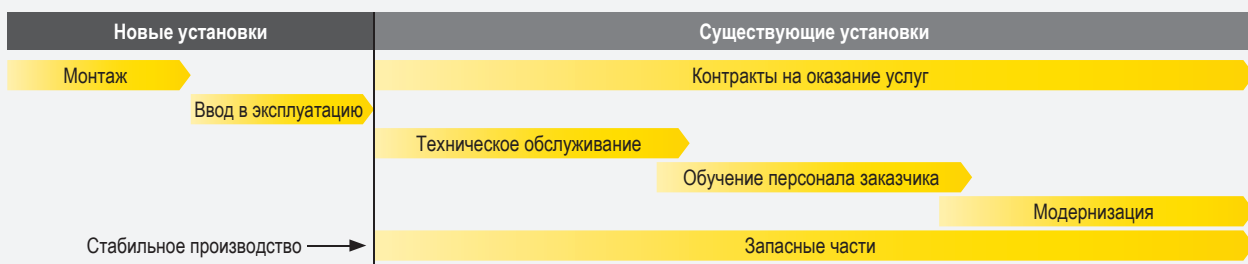 Новые установки
Существующие установки
Монтаж
Контракты на оказание услуг
Ввод в эксплуатацию
Техническое обслуживание
Обучение персонала заказчика
Модернизация
Стабильное производство
Запасные части